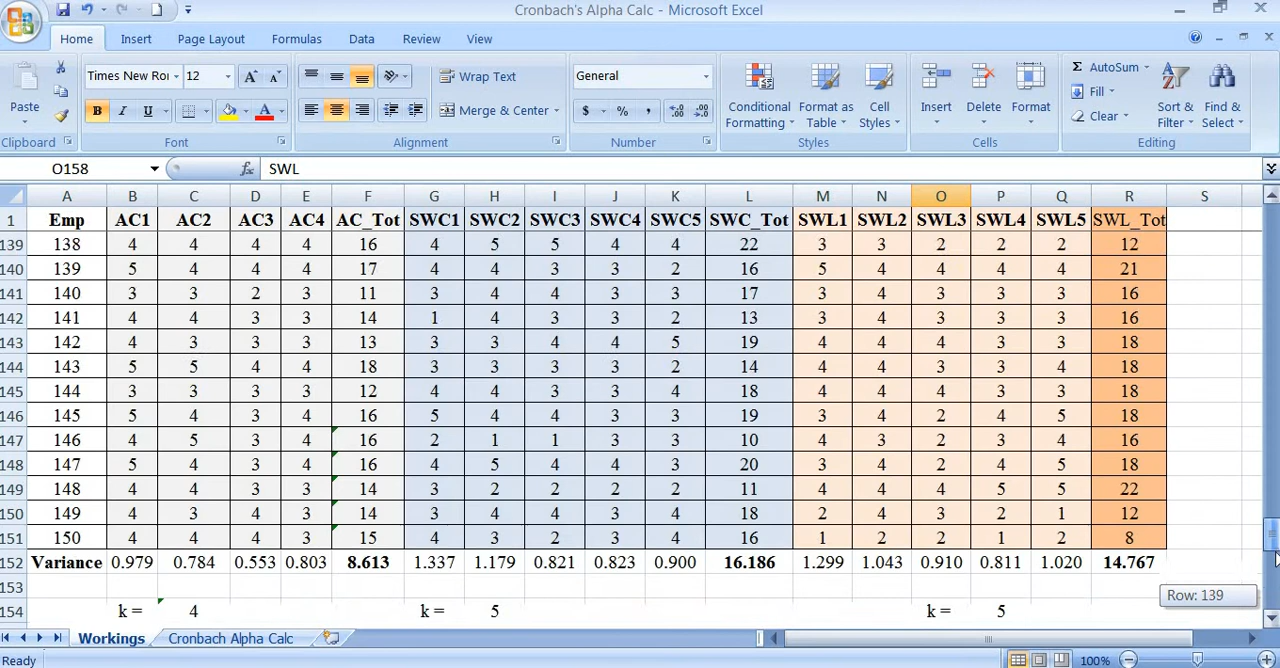 Cronbach's Alpha Calc - Microsoft Excel
Home Insert Page Layout Formulas Data Review View
Paste
Times New Ro 12
Wrap Text
General
Conditional Formatting
Format as Table
Cell Styles
Insert
Delete
Format
AutoSum
Fill
Clear
Sort & Filter
Find & Select
B I U
Merge & Center
$ % ,
Clipboard Font Alignment Number Styles Cells Editing
O158 fx SWL
A B C D E F G H I J K L M N O P Q R S
1 Emp AC1 AC2 AC3 AC4 AC_Tot SWC1 SWC2 SWC3 SWC4 SWC5 SWC_Tot SWL1 SWL2 SWL3 SWL4 SWL5 SWL_Tot
139 138 4 4 4 4 16 4 5 5 4 4 22 3 3 2 2 2 12
140 139 5 4 4 4 17 4 4 3 3 2 16 5 4 4 4 4 21
141 140 3 3 2 3 11 3 4 4 3 3 17 3 4 3 3 3 16
142 141 4 4 3 3 14 1 4 3 3 2 13 3 4 3 3 3 16
143 142 4 3 3 3 13 3 3 4 4 5 19 4 4 4 3 3 18
144 143 5 5 4 4 18 3 3 3 3 2 14 4 4 3 3 4 18
145 144 3 3 3 3 12 3 4 4 3 4 18 4 4 4 3 3 18
146 145 5 4 3 4 16 5 4 4 3 3 19 3 4 2 4 5 18
147 146 4 5 3 4 16 2 1 1 3 3 10 4 3 2 3 4 16
148 147 5 4 3 4 16 4 5 4 4 3 20 3 4 2 4 5 18
149 148 4 4 3 3 14 3 2 2 2 2 11 4 4 4 5 5 22
150 149 4 3 4 3 14 3 4 4 3 4 18 2 4 3 2 1 12
151 150 4 4 4 3 15 4 3 2 3 4 16 1 2 2 1 2 8
152 Variance 0.979 0.784 0.553 0.803 8.613 1.337 1.179 0.821 0.823 0.900 16.186 1.299 1.043 0.910 0.811 1.020 14.767
153
154 k = 4 k = 5 k = 5
Row: 139
Workings Cronbach Alpha Calc
Ready 100%